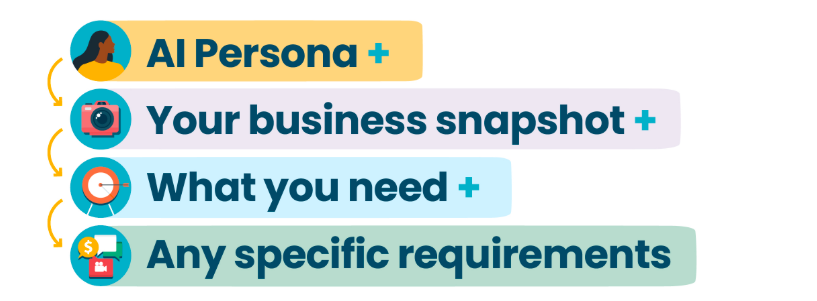 AI Persona +
Your business snapshot +
What you need +
$
Any specific requirements